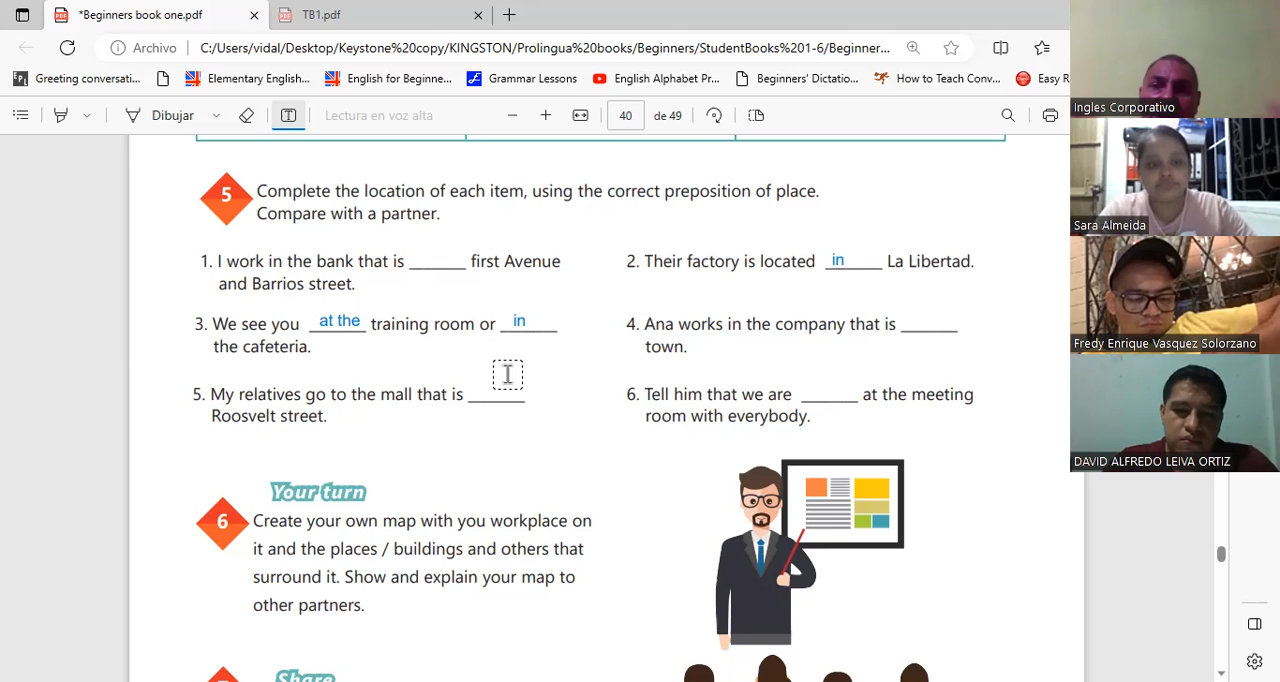 *Beginners book one.pdf
TB1.pdf
Archivo
C:/Users/vidal/Desktop/Keystone%20copy/KINGSTON/Prolingua%20books/Beginners/StudentBooks%201-6/Beginner...
Greeting conversati...
Elementary English...
English for Beginne...
Grammar Lessons
English Alphabet Pr...
Beginners' Dictatio...
How to Teach Conv...
Easy R
Dibujar
Lectura en voz alta
40
de 49
5
Complete the location of each item, using the correct preposition of place.
Compare with a partner.
1. I work in the bank that is ______ first Avenue
and Barrios street.
2. Their factory is located in La Libertad.
3. We see you at the training room or in
the cafeteria.
4. Ana works in the company that is ______
town.
5. My relatives go to the mall that is ______
Roosvelt street.
6. Tell him that we are ______ at the meeting
room with everybody.
Your turn
6
Create your own map with you workplace on
it and the places / buildings and others that
surround it. Show and explain your map to
other partners.
Share
Ingles Corporativo
Sara Almeida
Fredy Enrique Vasquez Solorzano
DAVID ALFREDO LEIVA ORTIZ